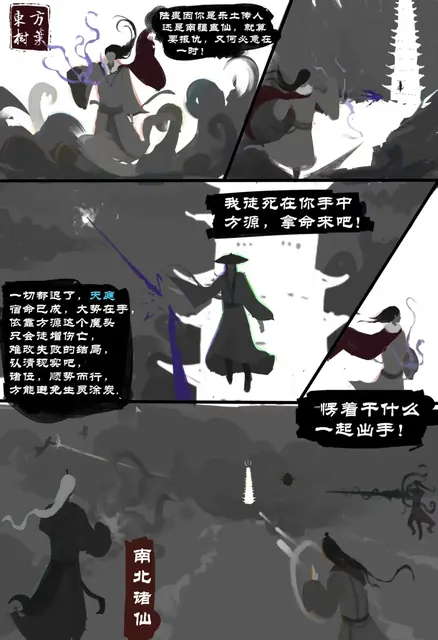 方葉
東樹
陆畏因你是乐土传人
还是南疆蛊仙，就算
要报仇，又何必急在
一时！
我徒死在你手中
方源，拿命来吧！
一切都迟了，天庭
宿命已成，大势在手，
依靠方源这个魔头
只会徒增伤亡，
难改失败的结局，
认清现实吧，
诸位，顺势而行，
方能避免生灵涂炭.
愣着干什么
一起出手！
南北诸仙